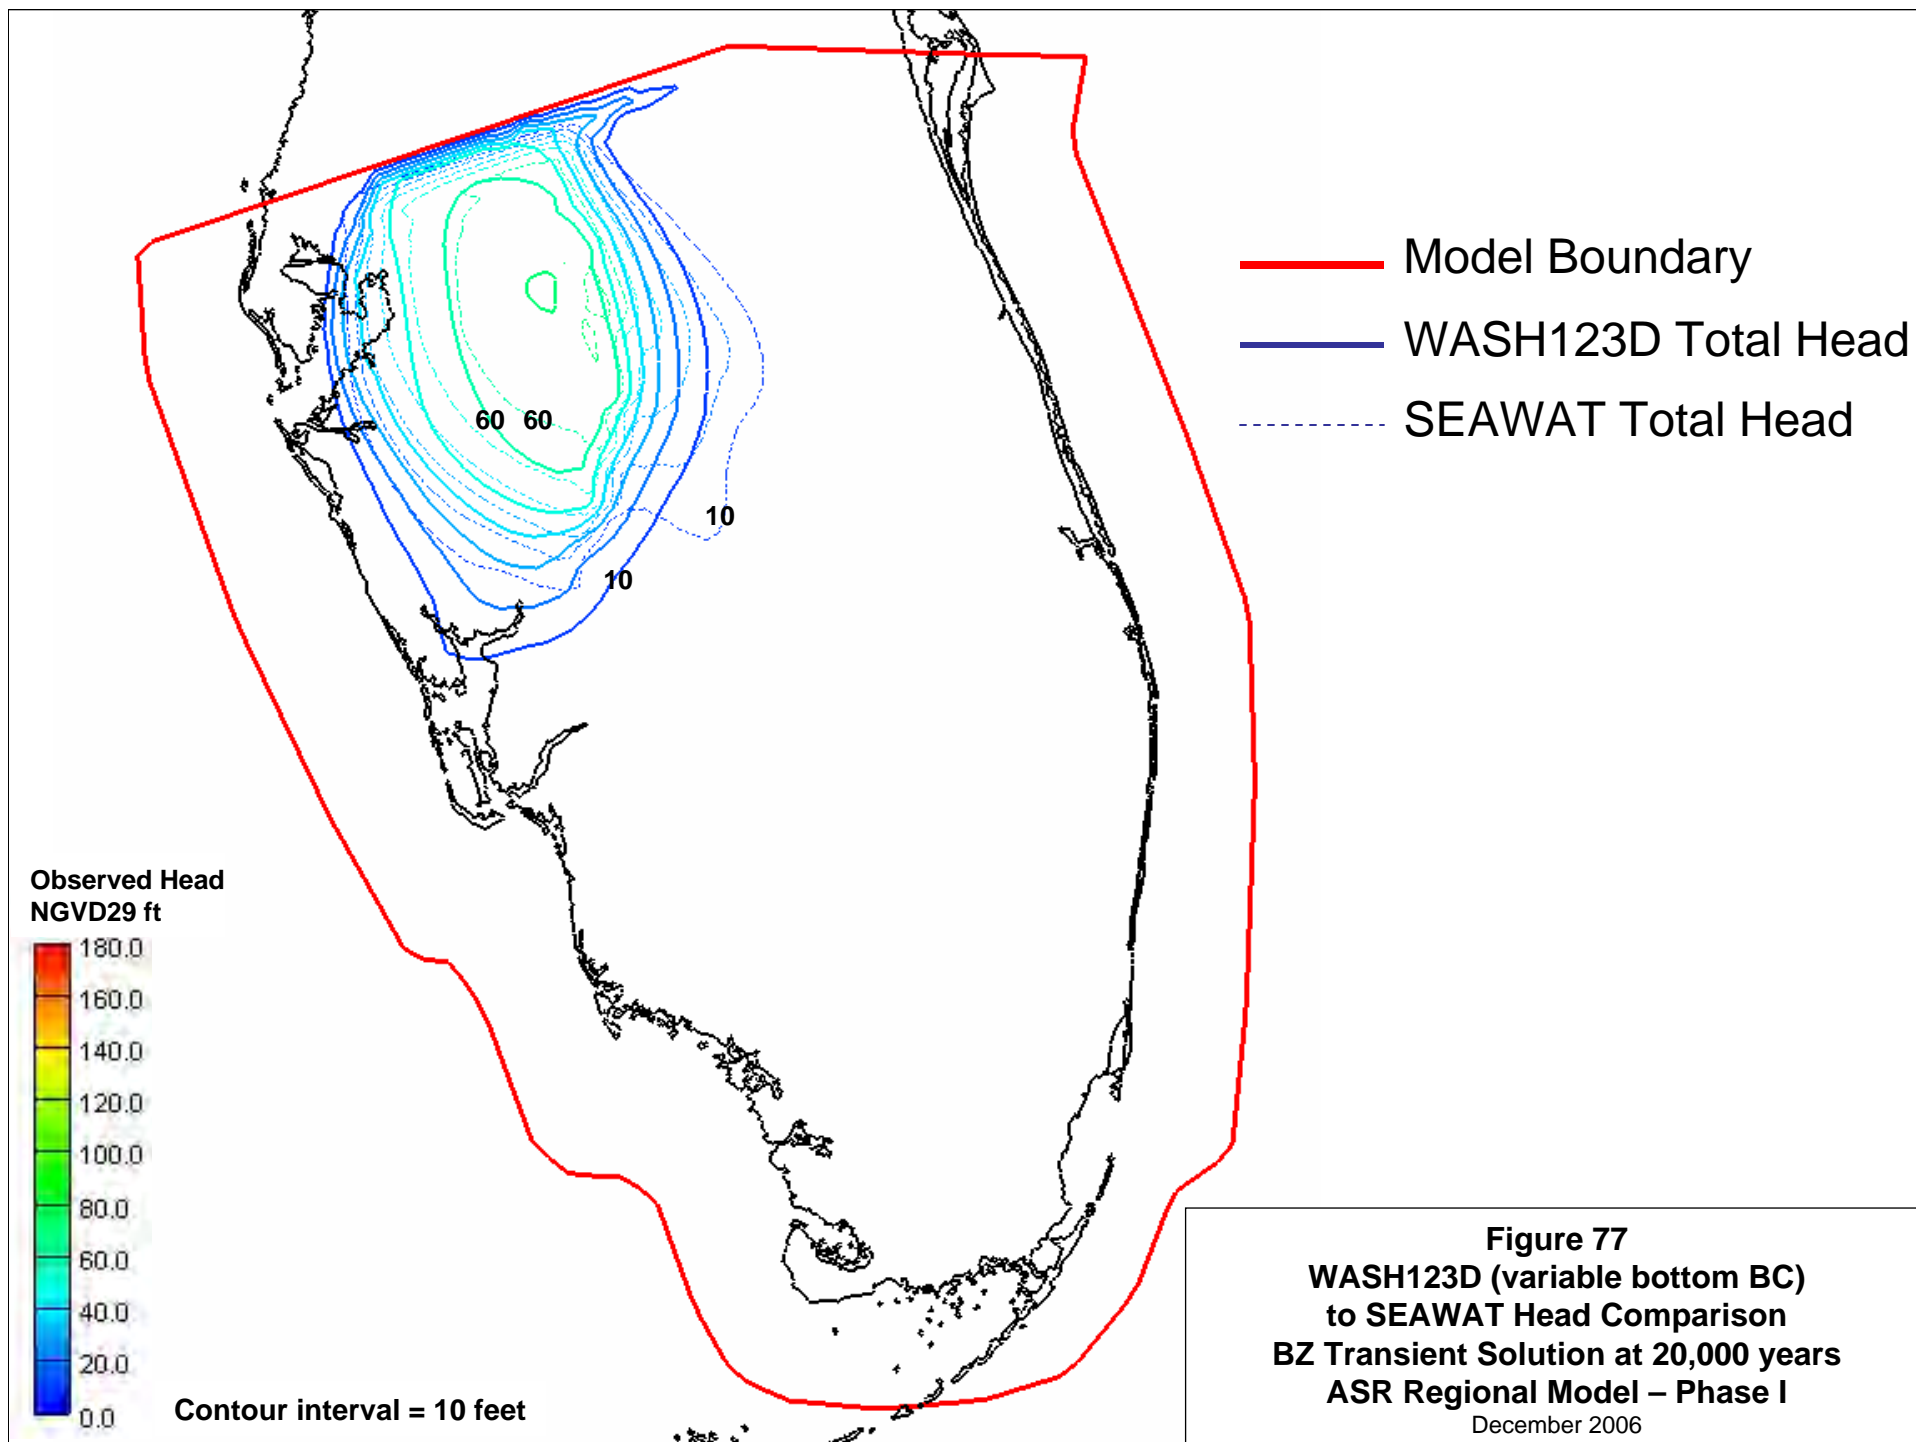 Model Boundary
WASH123D Total Head
SEAWAT Total Head
60 60
10
10
Observed Head
NGVD29 ft
180.0
160.0
140.0
120.0
100.0
80.0
60.0
40.0
20.0
0.0
Contour interval = 10 feet
Figure 77
WASH123D (variable bottom BC)
to SEAWAT Head Comparison
BZ Transient Solution at 20,000 years
ASR Regional Model – Phase I
December 2006